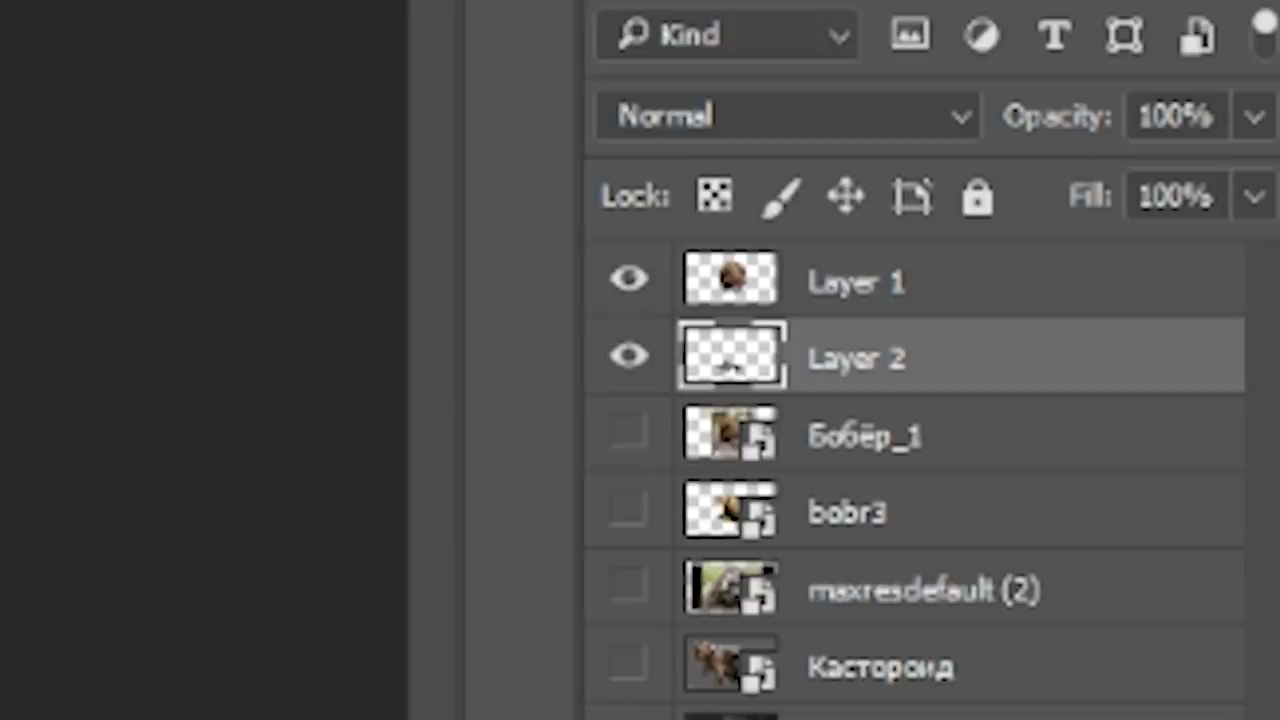 Kind
Normal Opacity: 100%
Lock: Fill: 100%
Layer 1
Layer 2
Бобёр_1
bobr3
maxresdefault (2)
Кастороид